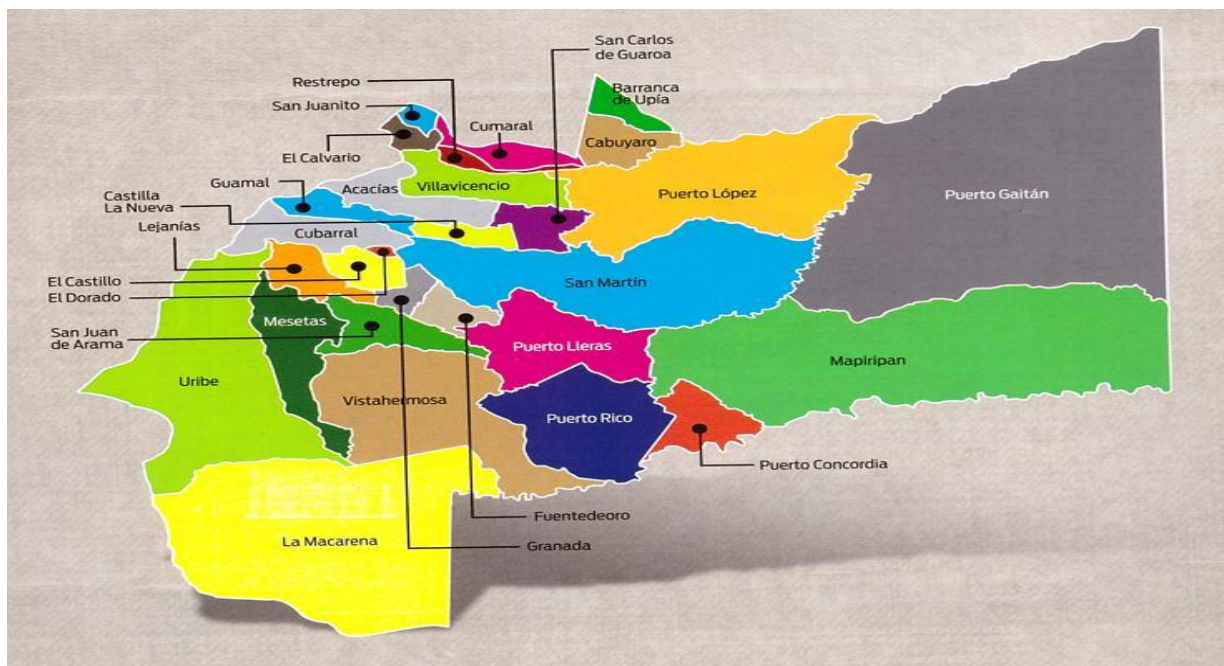 San Carlos
de Guaroa
Restrepo
San Juanito
Barranca
de Upía
Cumaral
Cabuyaro
El Calvario
Guamal
Acacías
Villavicencio
Puerto López
Puerto Gaitán
Castilla
La Nueva
Lejanías
Cubarral
El Castillo
El Dorado
San Martín
Mesetas
San Juan
de Arama
Puerto Lleras
Mapiripan
Uribe
Vistahermosa
Puerto Rico
Puerto Concordia
Fuentedeoro
La Macarena
Granada